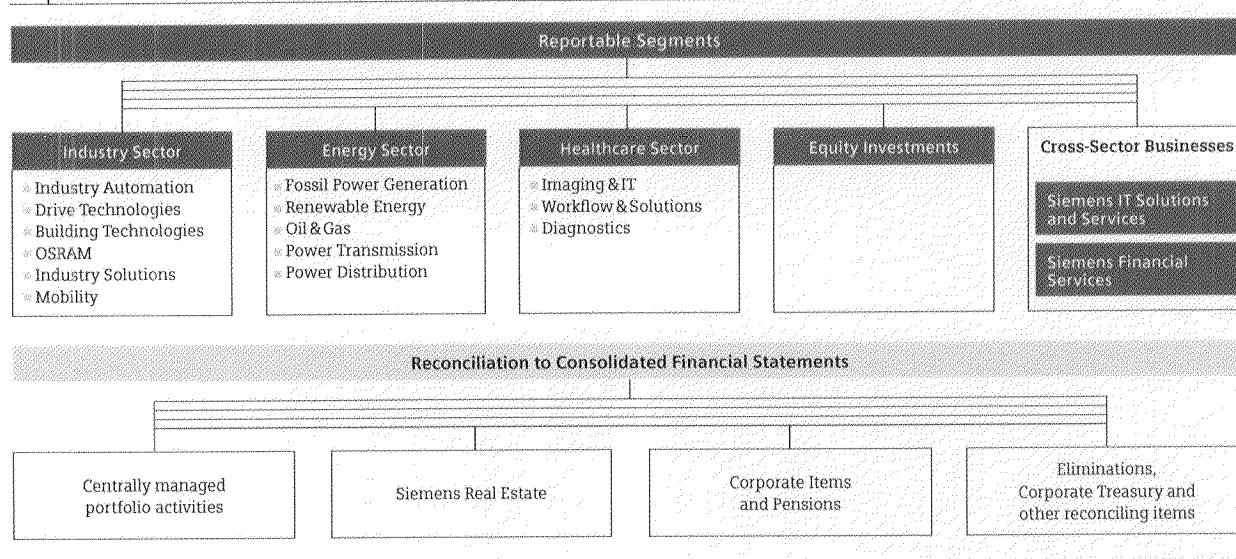 Reportable Segments
Industry Sector
Industry Automation
Drive Technologies
Building Technologies
OSRAM
Industry Solutions
Mobility
Energy Sector
Fossil Power Generation
Renewable Energy
Oil & Gas
Power Transmission
Power Distribution
Healthcare Sector
Imaging & IT
Workflow & Solutions
Diagnostics
Equity Investments
Cross-Sector Businesses
Siemens IT Solutions
and Services
Siemens Financial
Services
Reconciliation to Consolidated Financial Statements
Centrally managed
portfolio activities
Siemens Real Estate
Corporate Items
and Pensions
Eliminations,
Corporate Treasury and
other reconciling items